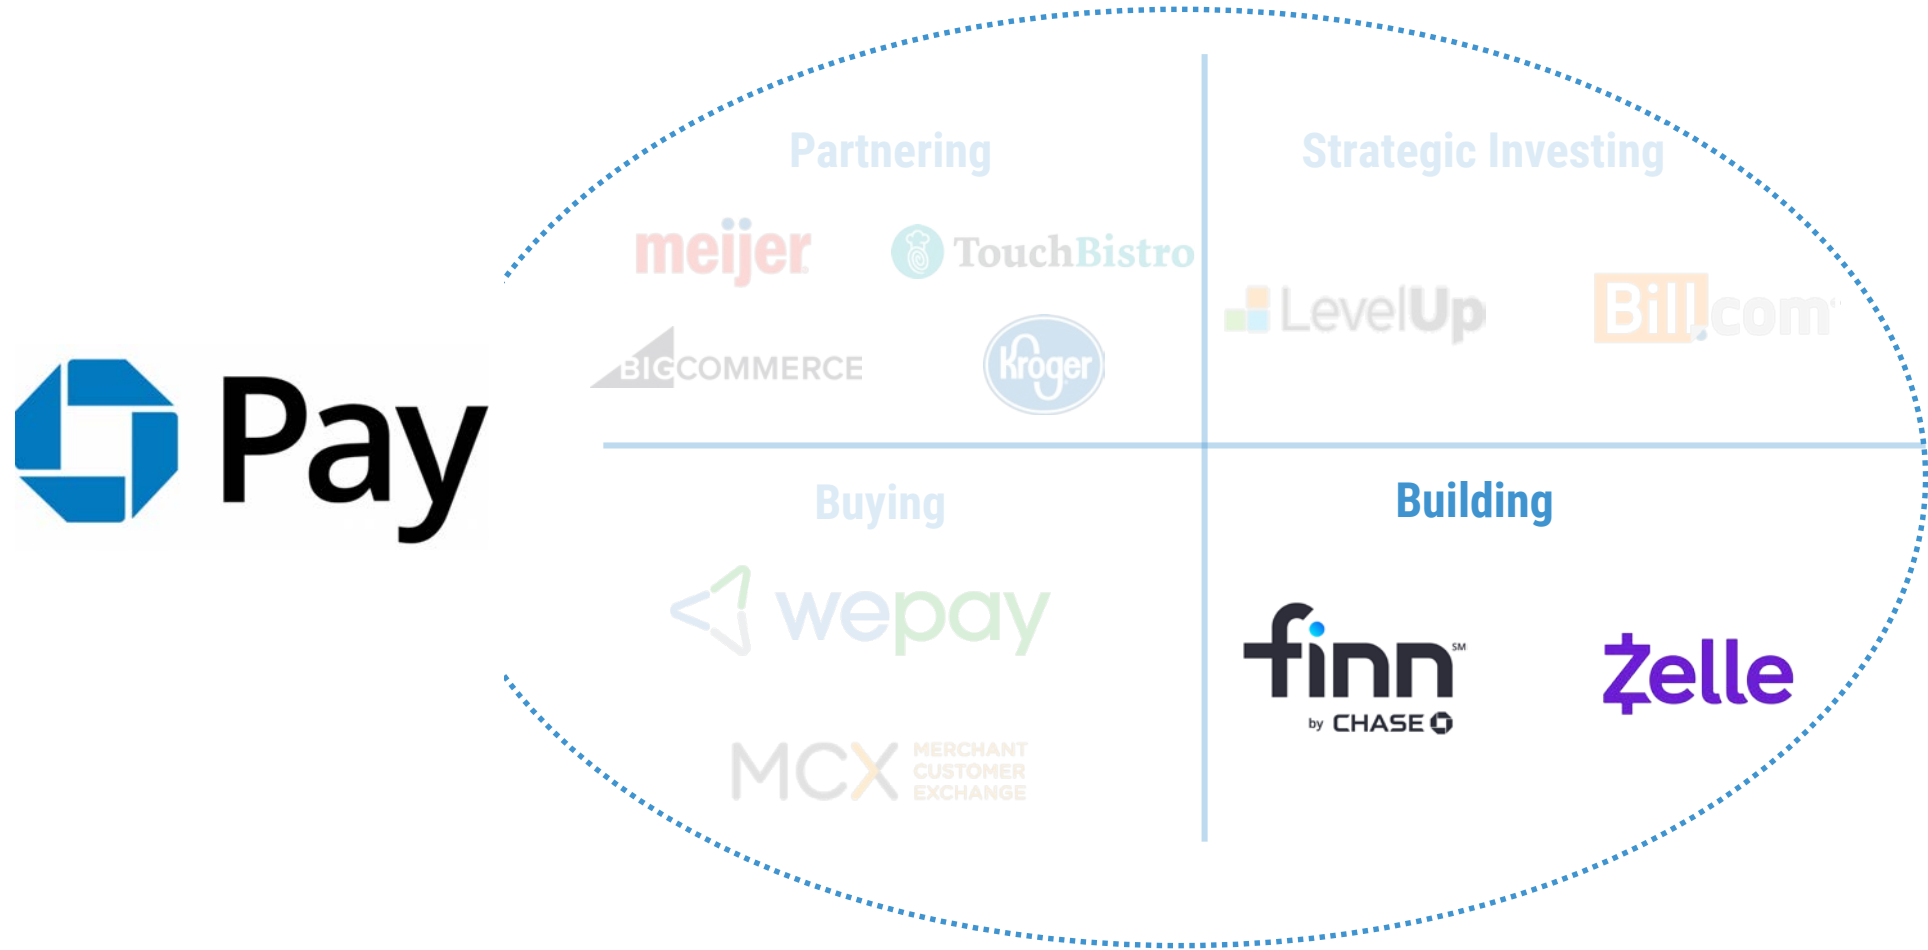 Pay
Partnering
meijer
TouchBistro
BIGCOMMERCE
Kroger
Strategic Investing
LevelUp
Bill.com
Buying
wepay
MCX MERCHANT
CUSTOMER
EXCHANGE
Building
finn SM
by CHASE
Zelle